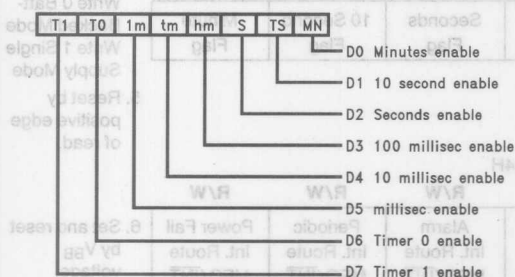 T1 T0 1m tm hm S TS MN
D0 Minutes enable
D1 10 second enable
D2 Seconds enable
D3 100 millisec enable
D4 10 millisec enable
D5 millisec enable
D6 Timer 0 enable
D7 Timer 1 enable